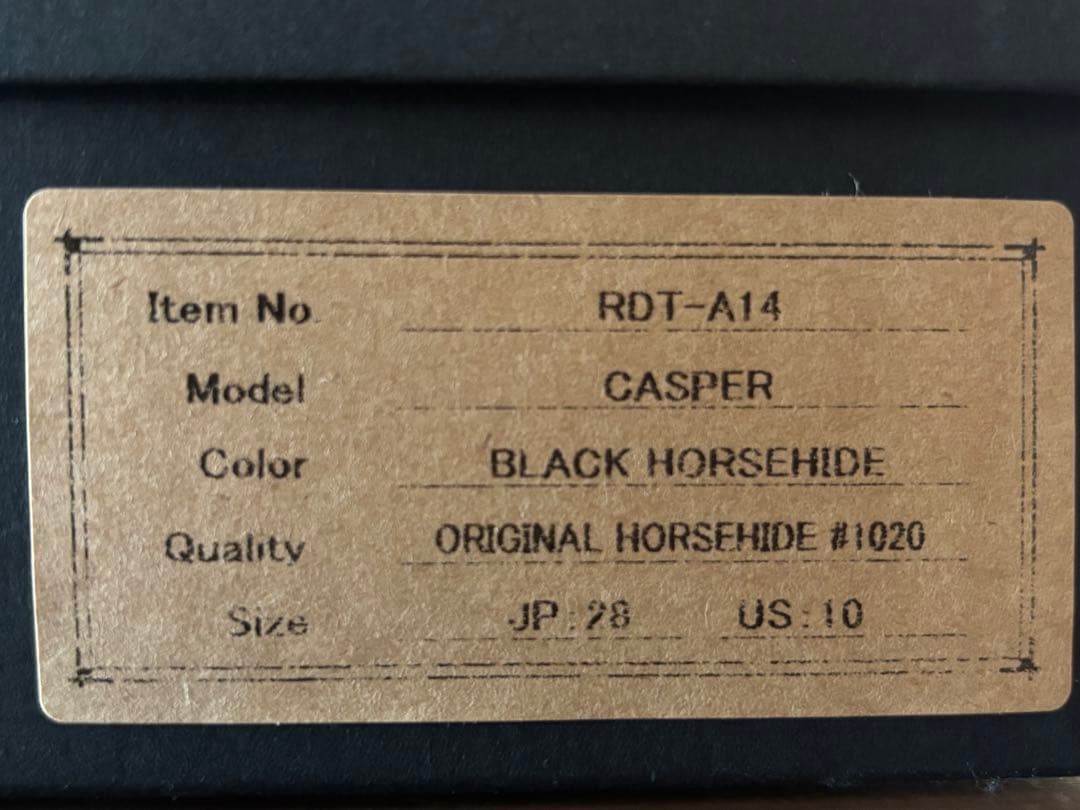 Item No. RDT-A14
Model CASPER
Color BLACK HORSEHIDE
Quality ORIGINAL HORSEHIDE #1020
Size JP:28 US:10